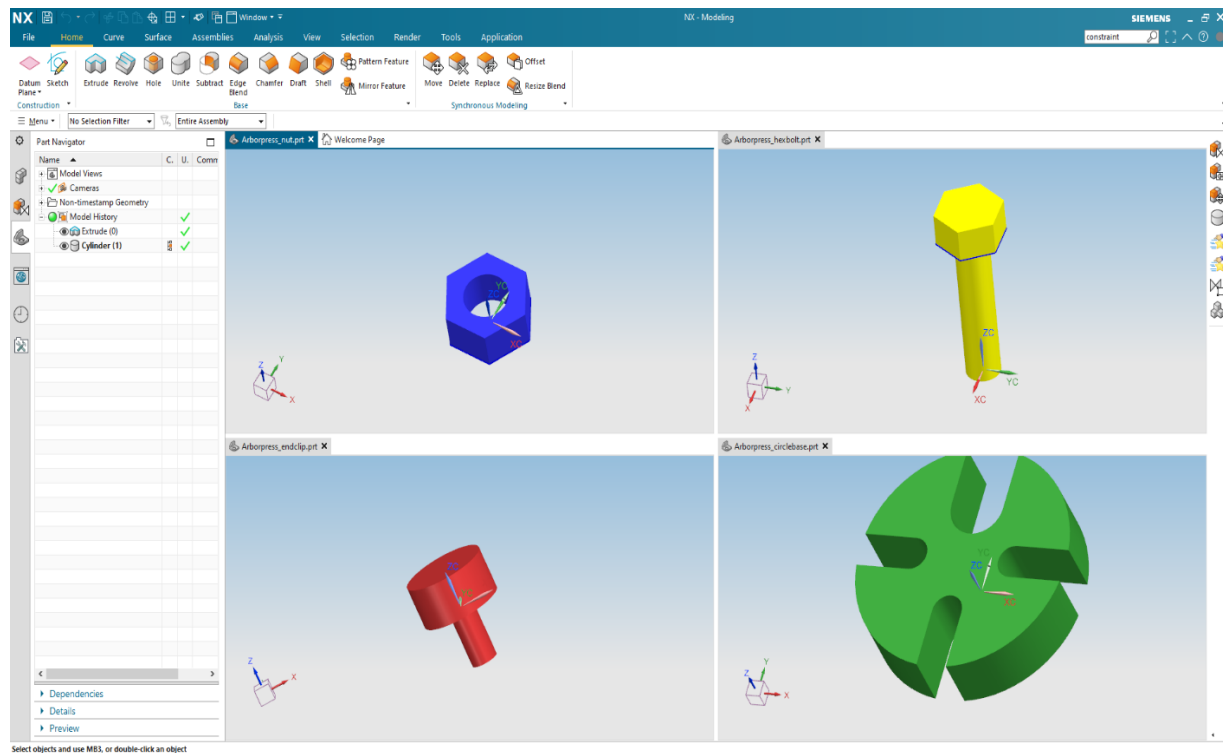 NX Window NX - Modeling SIEMENS
File Home Curve Surface Assemblies Analysis View Selection Render Tools Application constraint
Datum Plane Sketch Extrude Revolve Hole Unite Subtract Edge Blend Chamfer Draft Shell Pattern Feature Mirror Feature Move Delete Replace Offset Resize Blend
Construction Base Synchronous Modeling
Menu No Selection Filter Entire Assembly
Part Navigator
Name C. U. Comm
Model Views
Cameras
Non-timestamp Geometry
Model History
Extrude (0)
Cylinder (1)
Dependencies
Details
Preview
Arborpress_nut.prt Welcome Page
YC
XC
Z Y
X
Arborpress_hexbolt.prt
ZC
YC
XC
Z
Y
X
Arborpress_endclip.prt
Z
X
Arborpress_circlebase.prt
YC
ZC
XC
Y
Z
X
Select objects and use MB3, or double-click an object